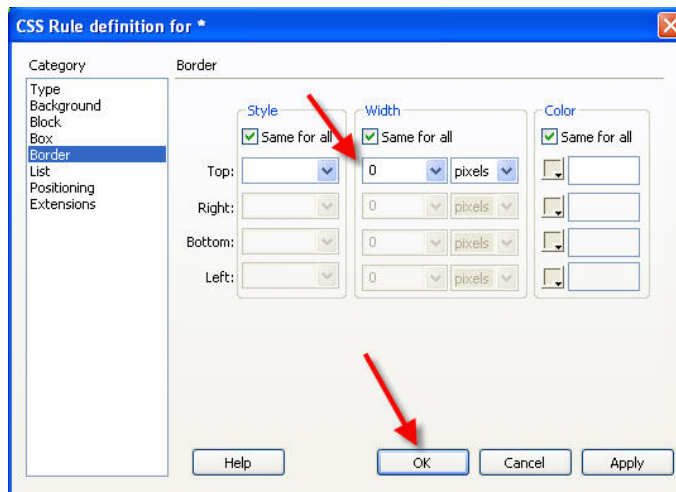 CSS Rule definition for *
Category
Border
Type
Background
Block
Box
Border
List
Positioning
Extensions
Style
Width
Color
Same for all
Same for all
Same for all
Top:
0
pixels
Right:
0
pixels
Bottom:
0
pixels
Left:
0
pixels
Help
OK
Cancel
Apply